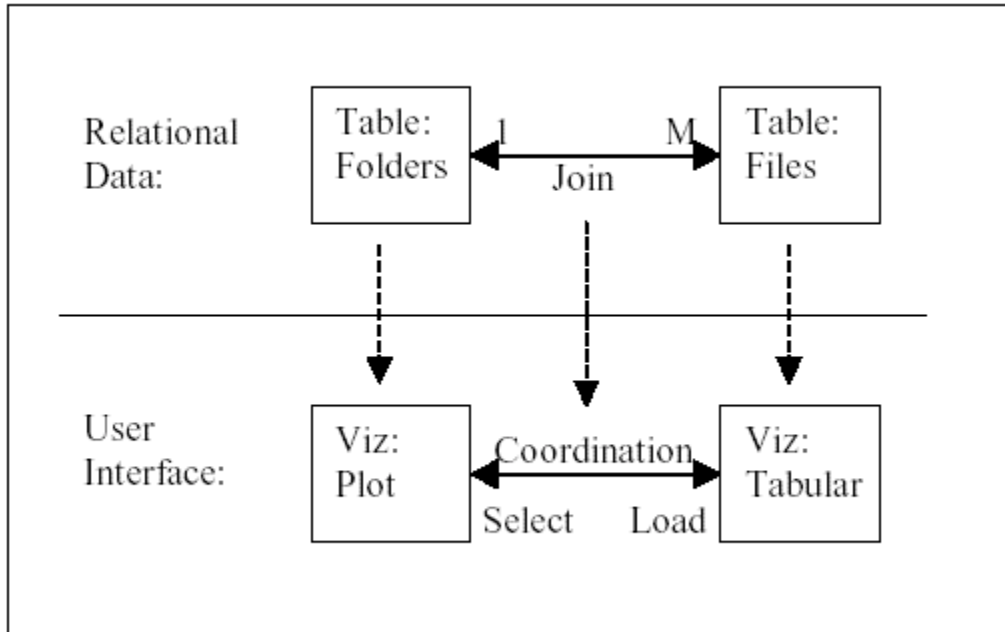 Relational
Data:
Table:
Folders
1
M
Join
Table:
Files
User
Interface:
Viz:
Plot
Coordination
Select
Load
Viz:
Tabular